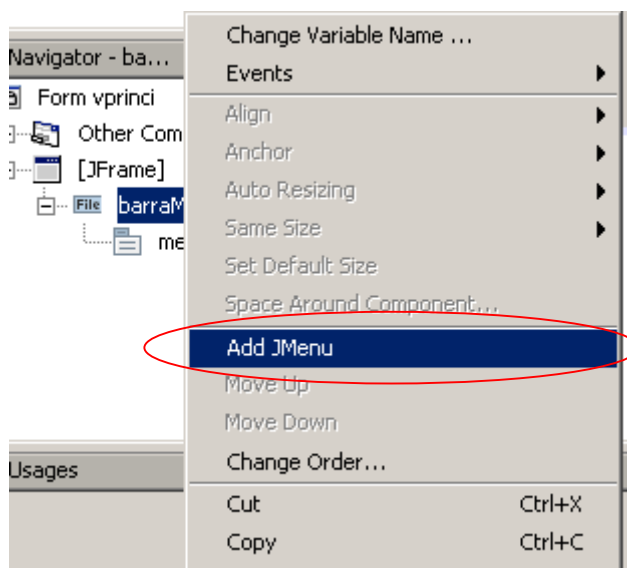 Navigator - ba...
Form vprinci
Other Com
[JFrame]
File barraM
me
Usages
Change Variable Name ...
Events
Align
Anchor
Auto Resizing
Same Size
Set Default Size
Space Around Component...
Add JMenu
Move Up
Move Down
Change Order...
Cut Ctrl+X
Copy Ctrl+C